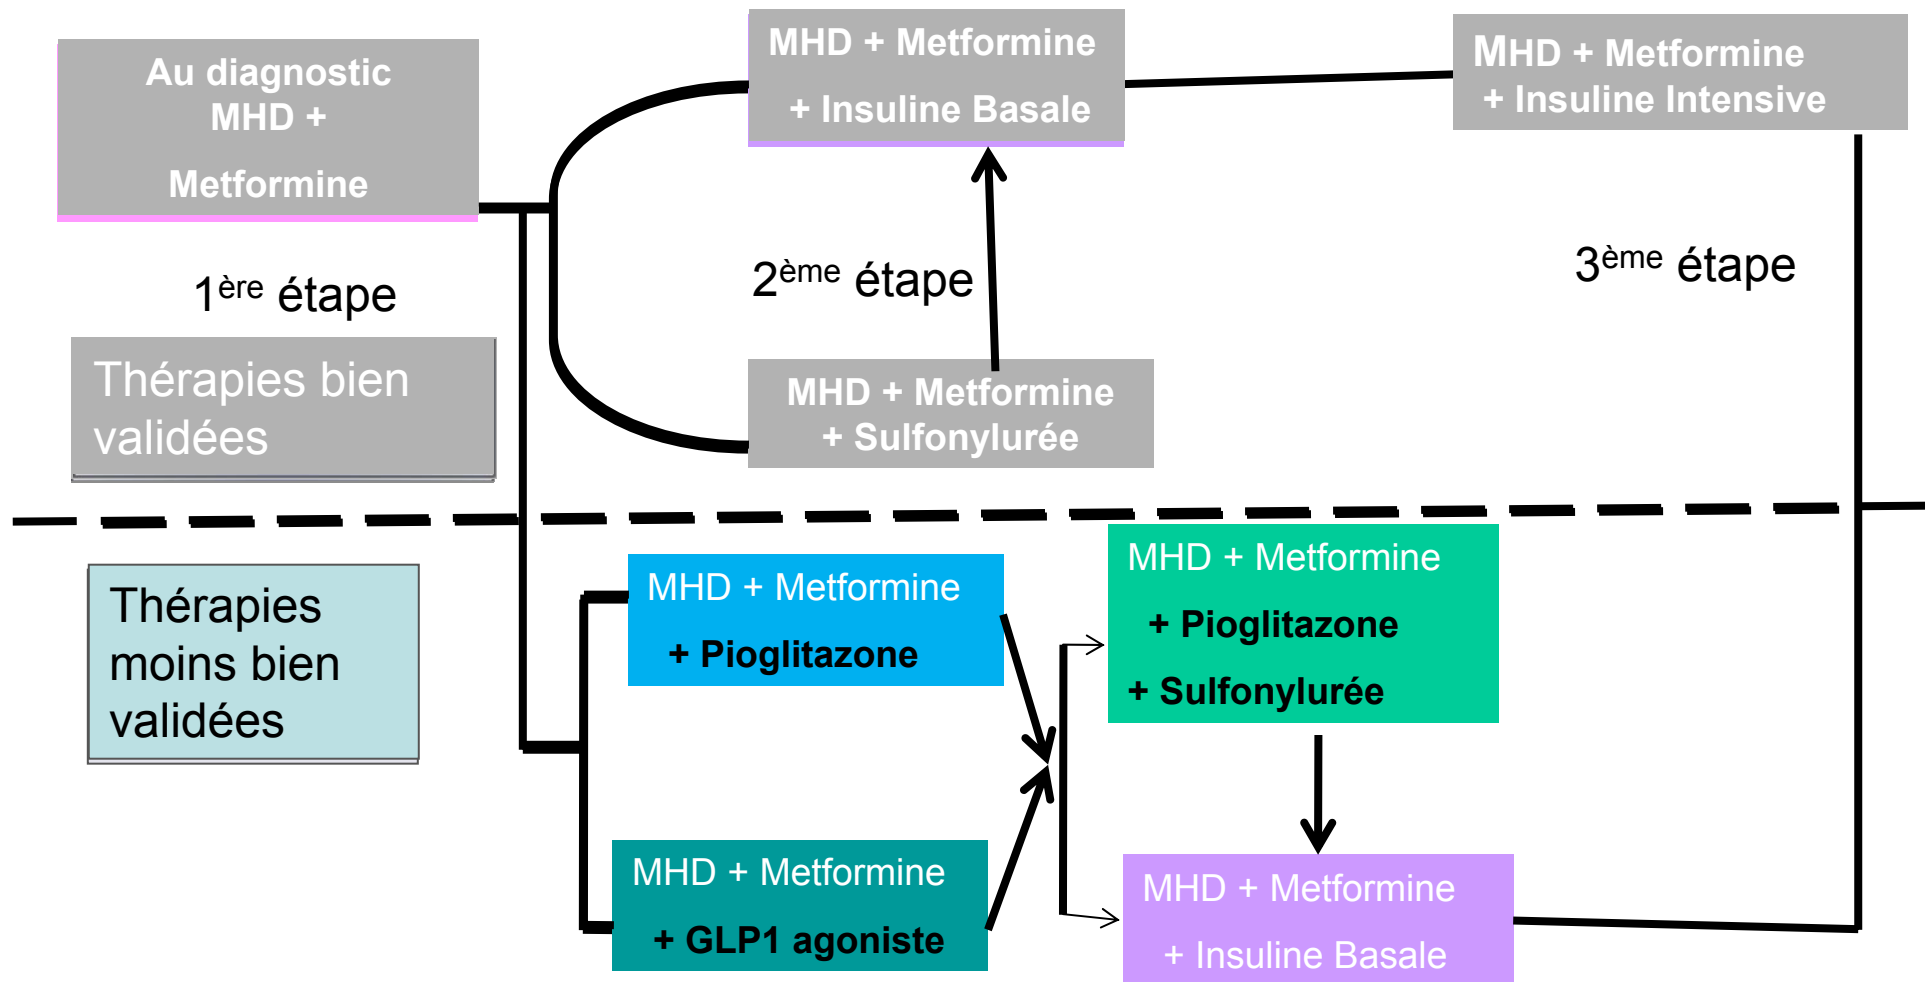 Au diagnostic
MHD +
Metformine
MHD + Metformine
+ Insuline Basale
MHD + Metformine
+ Insuline Intensive
1ère étape
2ème étape
3ème étape
Thérapies bien
validées
MHD + Metformine
+ Sulfonylurée
Thérapies
moins bien
validées
MHD + Metformine
+ Pioglitazone
MHD + Metformine
+ Pioglitazone
+ Sulfonylurée
MHD + Metformine
+ GLP1 agoniste
MHD + Metformine
+ Insuline Basale